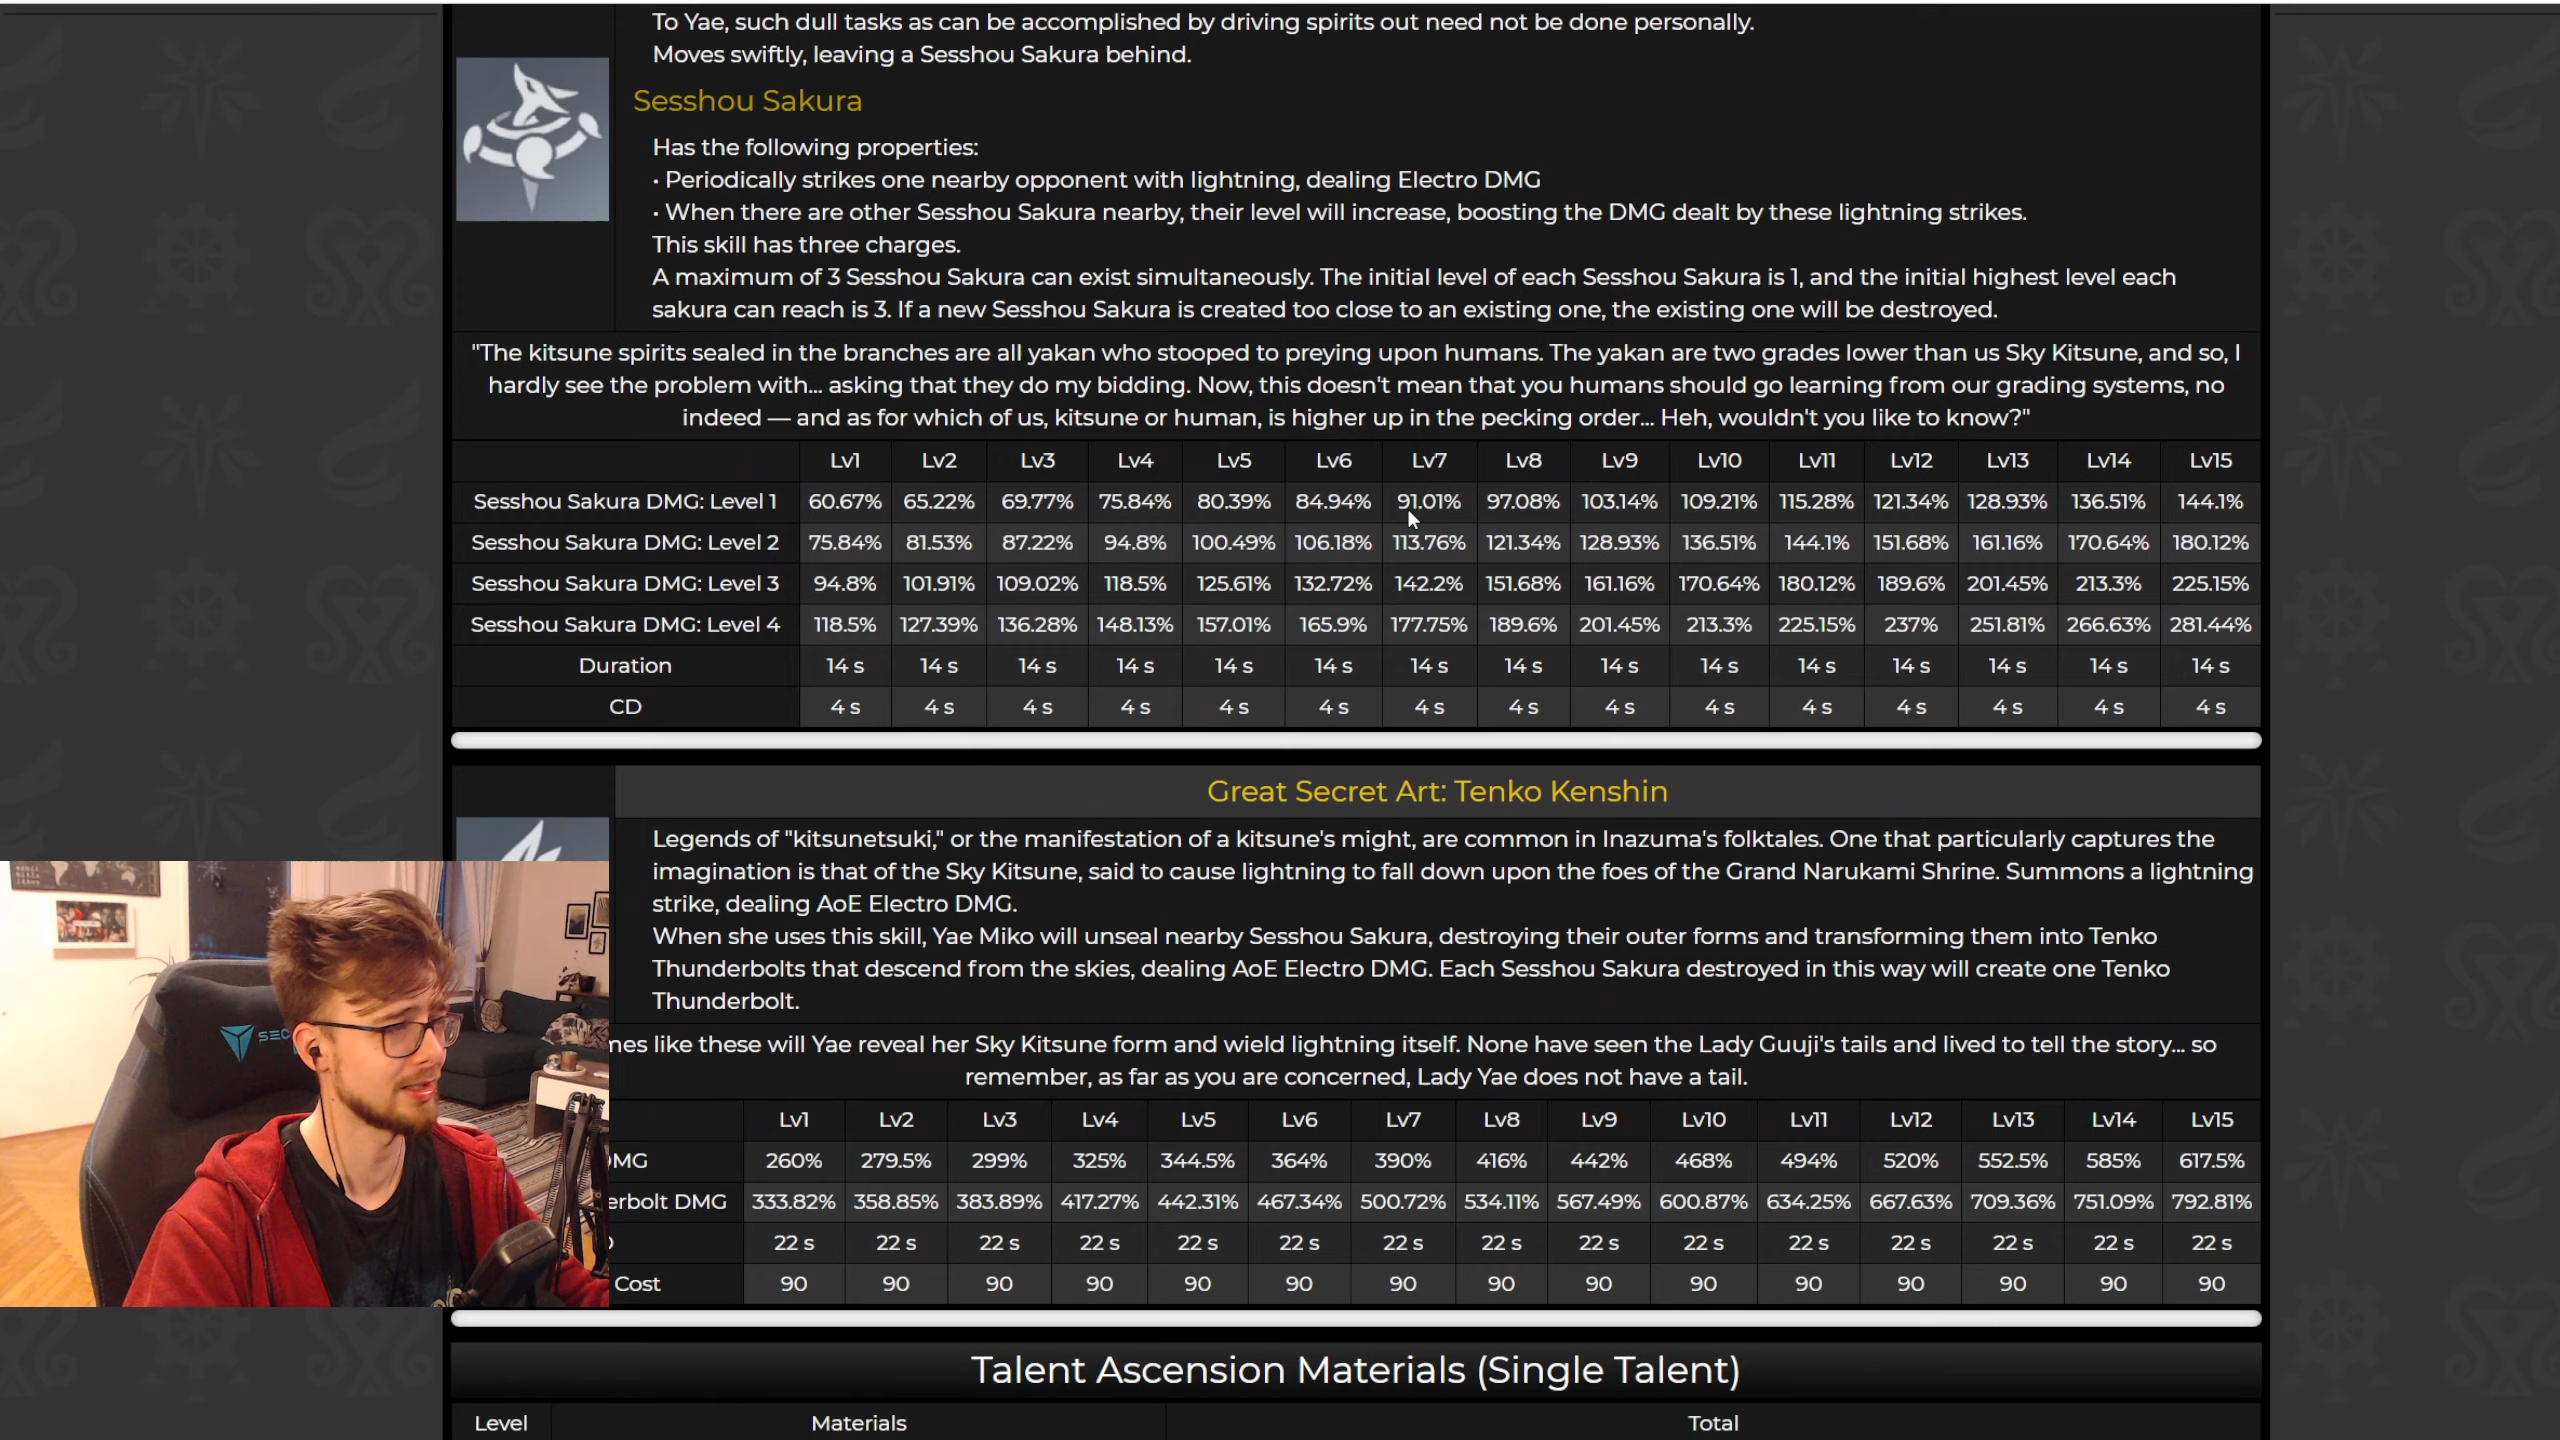 To Yae, such dull tasks as can be accomplished by driving spirits out need not be done personally.
Moves swiftly, leaving a Sesshou Sakura behind.
Sesshou Sakura
Has the following properties:
• Periodically strikes one nearby opponent with lightning, dealing Electro DMG
• When there are other Sesshou Sakura nearby, their level will increase, boosting the DMG dealt by these lightning strikes.
This skill has three charges.
A maximum of 3 Sesshou Sakura can exist simultaneously. The initial level of each Sesshou Sakura is 1, and the initial highest level each
sakura can reach is 3. If a new Sesshou Sakura is created too close to an existing one, the existing one will be destroyed.
"The kitsune spirits sealed in the branches are all yakan who stooped to preying upon humans. The yakan are two grades lower than us Sky Kitsune, and so, I
hardly see the problem with... asking that they do my bidding. Now, this doesn't mean that you humans should go learning from our grading systems, no
indeed — and as for which of us, kitsune or human, is higher up in the pecking order... Heh, wouldn't you like to know?"
Lv1 Lv2 Lv3 Lv4 Lv5 Lv6 Lv7 Lv8 Lv9 Lv10 Lv11 Lv12 Lv13 Lv14 Lv15
Sesshou Sakura DMG: Level 1 60.67% 65.22% 69.77% 75.84% 80.39% 84.94% 91.01% 97.08% 103.14% 109.21% 115.28% 121.34% 128.93% 136.51% 144.1%
Sesshou Sakura DMG: Level 2 75.84% 81.53% 87.22% 94.8% 100.49% 106.18% 113.76% 121.34% 128.93% 136.51% 144.1% 151.68% 161.16% 170.64% 180.12%
Sesshou Sakura DMG: Level 3 94.8% 101.91% 109.02% 118.5% 125.61% 132.72% 142.2% 151.68% 161.16% 170.64% 180.12% 189.6% 201.45% 213.3% 225.15%
Sesshou Sakura DMG: Level 4 118.5% 127.39% 136.28% 148.13% 157.01% 165.9% 177.75% 189.6% 201.45% 213.3% 225.15% 237% 251.81% 266.63% 281.44%
Duration 14 s 14 s 14 s 14 s 14 s 14 s 14 s 14 s 14 s 14 s 14 s 14 s 14 s 14 s 14 s
CD 4 s 4 s 4 s 4 s 4 s 4 s 4 s 4 s 4 s 4 s 4 s 4 s 4 s 4 s 4 s
Great Secret Art: Tenko Kenshin
Legends of "kitsunetsuki," or the manifestation of a kitsune's might, are common in Inazuma's folktales. One that particularly captures the
imagination is that of the Sky Kitsune, said to cause lightning to fall down upon the foes of the Grand Narukami Shrine. Summons a lightning
strike, dealing AoE Electro DMG.
When she uses this skill, Yae Miko will unseal nearby Sesshou Sakura, destroying their outer forms and transforming them into Tenko
Thunderbolts that descend from the skies, dealing AoE Electro DMG. Each Sesshou Sakura destroyed in this way will create one Tenko
Thunderbolt.
mes like these will Yae reveal her Sky Kitsune form and wield lightning itself. None have seen the Lady Guuji's tails and lived to tell the story... so
remember, as far as you are concerned, Lady Yae does not have a tail.
Lv1 Lv2 Lv3 Lv4 Lv5 Lv6 Lv7 Lv8 Lv9 Lv10 Lv11 Lv12 Lv13 Lv14 Lv15
MG 260% 279.5% 299% 325% 344.5% 364% 390% 416% 442% 468% 494% 520% 552.5% 585% 617.5%
erbolt DMG 333.82% 358.85% 383.89% 417.27% 442.31% 467.34% 500.72% 534.11% 567.49% 600.87% 634.25% 667.63% 709.36% 751.09% 792.81%
22 s 22 s 22 s 22 s 22 s 22 s 22 s 22 s 22 s 22 s 22 s 22 s 22 s 22 s 22 s
Cost 90 90 90 90 90 90 90 90 90 90 90 90 90 90 90
SEC
Talent Ascension Materials (Single Talent)
Level Materials Total